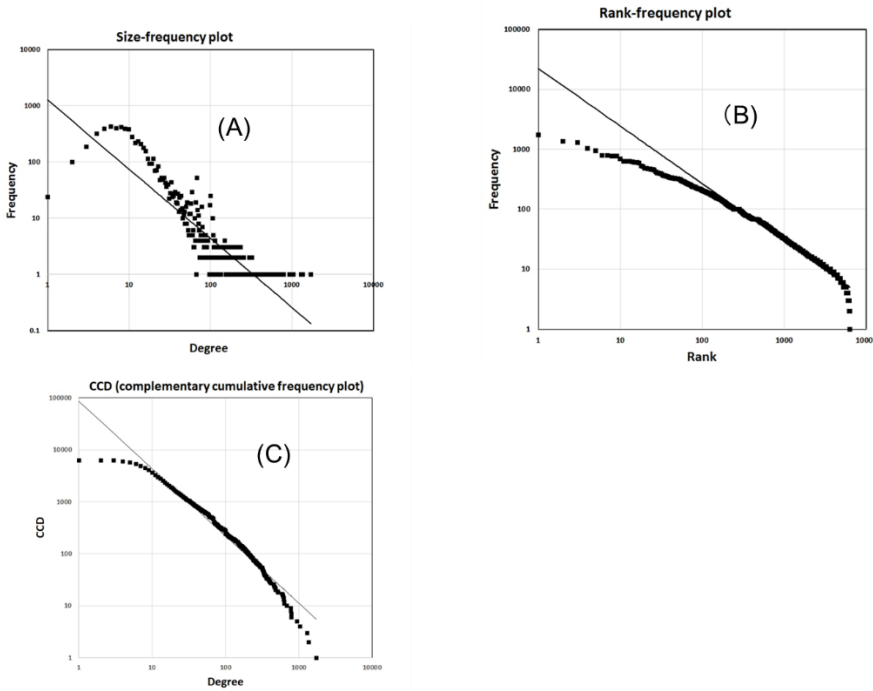 Size-frequency plot
10000
1000
100
10
1
0.1
Frequency
(A)
1 10 100 1000 10000
Degree
Rank-frequency plot
100000
10000
1000
100
10
1
Frequency
(B)
1 10 100 1000 1000
Rank
CCD (complementary cumulative frequency plot)
100000
10000
1000
100
10
1
CCD
(C)
1 10 100 1000 10000
Degree